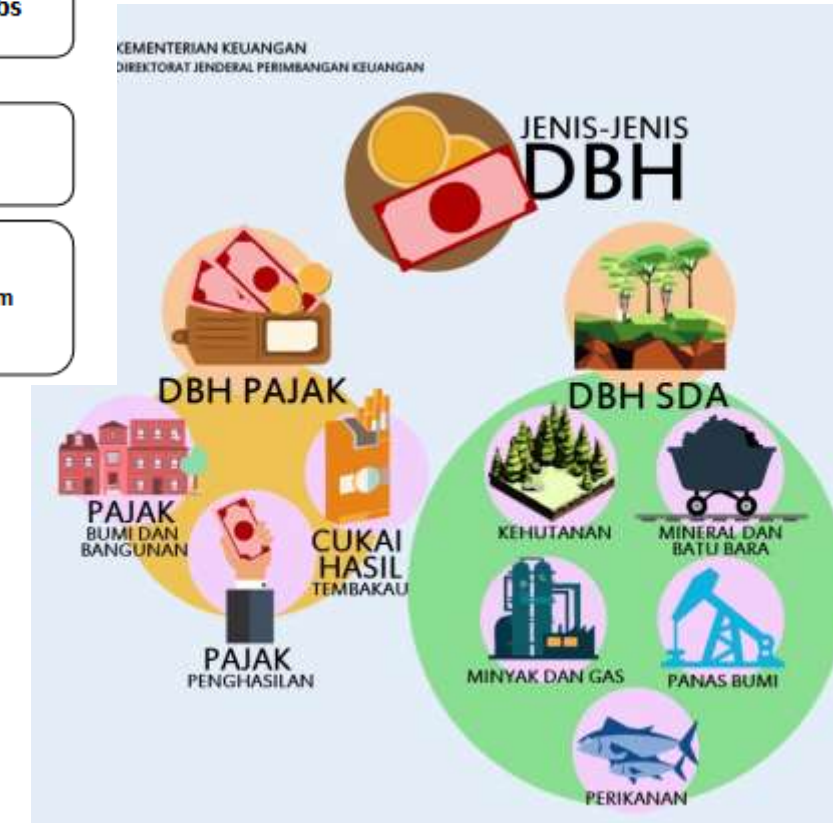 KEMENTERIAN KEUANGAN
DIREKTORAT JENDERAL PERIMBANGAN KEUANGAN
JENIS-JENIS
DBH
DBH PAJAK
DBH SDA
PAJAK
BUMI DAN
BANGUNAN
CUKAI
HASIL
TEMBAKAU
PAJAK
PENGHASILAN
KEHUTANAN
MINERAL DAN
BATU BARA
MINYAK DAN GAS
PANAS BUMI
PERIKANAN